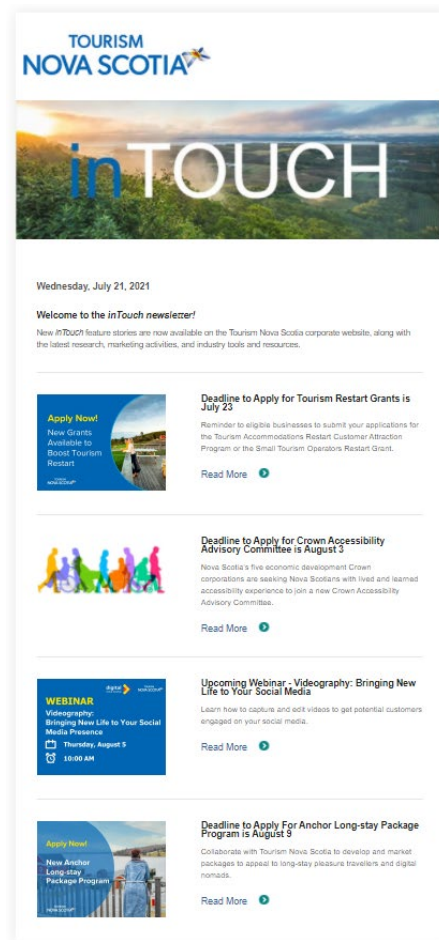 TOURISM
NOVA SCOTIA
inTOUCH
Wednesday, July 21, 2021
Welcome to the inTouch newsletter!
New inTouch feature stories are now available on the Tourism Nova Scotia corporate website, along with
the latest research, marketing activities, and industry tools and resources.
Apply Now!
New Grants
Available to
Boost Tourism
Restart
TOURISM
NOVA SCOTIA
Deadline to Apply for Tourism Restart Grants is
July 23
Reminder to eligible businesses to submit your applications for
the Tourism Accommodations Restart Customer Attraction
Program or the Small Tourism Operators Restart Grant.
Read More
Deadline to Apply for Crown Accessibility
Advisory Committee is August 3
Nova Scotia's five economic development Crown
corporations are seeking Nova Scotians with lived and learned
accessibility experience to join a new Crown Accessibility
Advisory Committee.
Read More
digital
TOURISM
NOVA SCOTIA
WEBINAR
Videography:
Bringing New Life to Your Social
Media Presence
Thursday, August 5
10:00 AM
Upcoming Webinar - Videography: Bringing New
Life to Your Social Media
Learn how to capture and edit videos to get potential customers
engaged on your social media.
Read More
Apply Now!
New Anchor
Long-stay
Package Program
TOURISM
NOVA SCOTIA
Deadline to Apply For Anchor Long-stay Package
Program is August 9
Collaborate with Tourism Nova Scotia to develop and market
packages to appeal to long-stay pleasure travellers and digital
nomads.
Read More